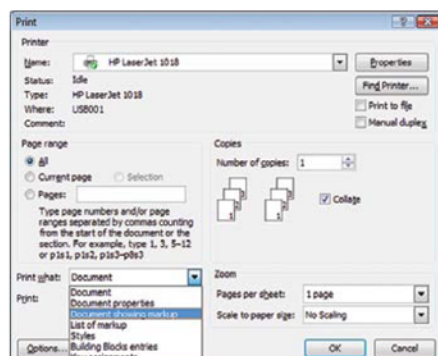 Print
Printer
Name: HP LaserJet 1018
Properties
Status: Idle
Find Printer...
Type: HP LaserJet 1018
Where: USB001
Print to file
Comment:
Manual duplex
Page range
All
Current page
Selection
Pages:
Type page numbers and/or page
ranges separated by commas counting
from the start of the document or the
section. For example, type 1, 3, 5–12
or p1s1, p1s2, p1s3–p8s3
Copies
Number of copies: 1
Collate
Print what: Document
Print:
Document
Document properties
Document showing markup
List of markup
Styles
Building Blocks entries
Zoom
Pages per sheet: 1 page
Scale to paper size: No Scaling
Options...
OK
Cancel